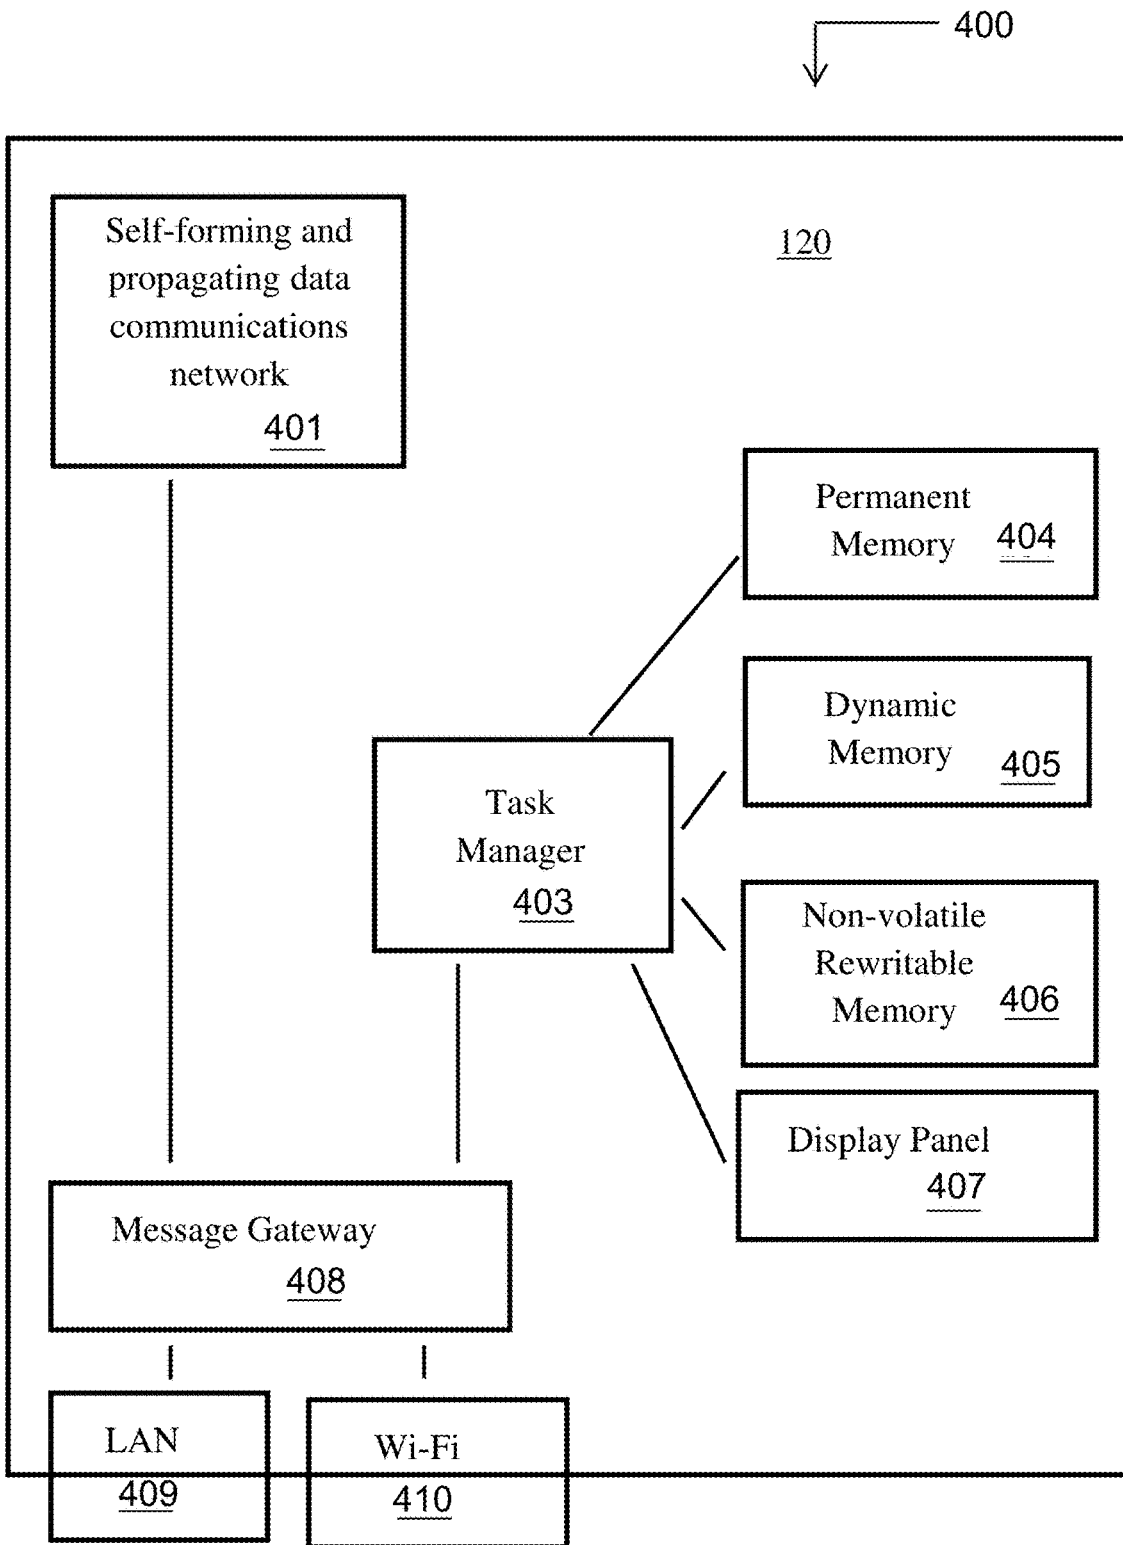 400
120
Self-forming and
propagating data
communications
network
401
Permanent
Memory 404
Dynamic
Memory 405
Task
Manager
403
Non-volatile
Rewritable
Memory 406
Display Panel
407
Message Gateway
408
LAN
409
Wi-Fi
410